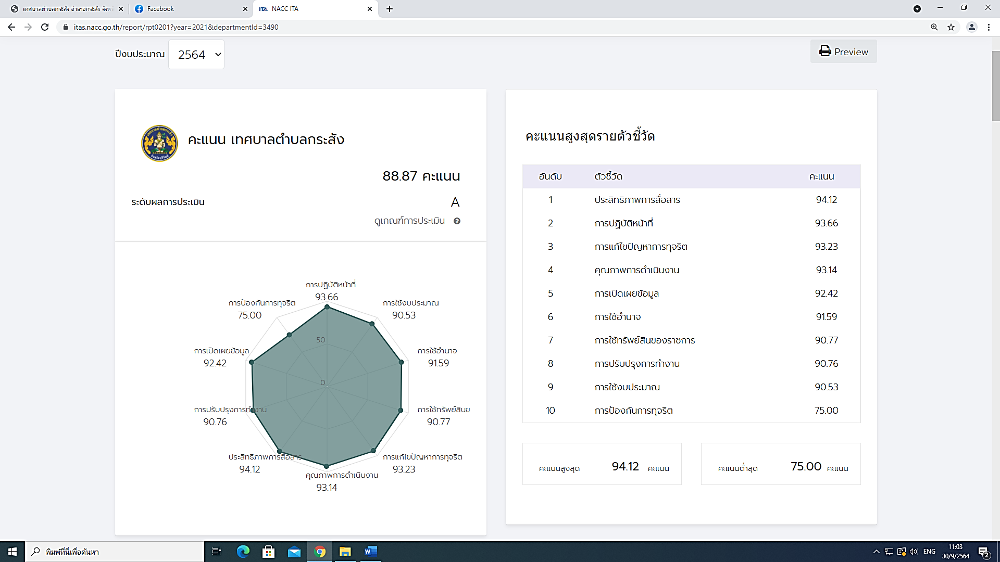 เทศบาลตำบลกระสัง อำเภอกระสัง จังหวั
Facebook
ITA NACC ITA
itas.nacc.go.th/report/rpt0201?year=2021&departmentId=3490
ปีงบประมาณ 2564
Preview
คะแนน เทศบาลตำบลกระสัง
88.87 คะแนน
ระดับผลการประเมิน A
ดูเกณฑ์การประเมิน ?
การปฏิบัติหน้าที่
93.66
การใช้งบประมาณ
90.53
การใช้อำนาจ
91.59
การใช้ทรัพย์สินข
90.77
การแก้ไขปัญหาการทุจริต
93.23
คุณภาพการดำเนินงาน
93.14
ประสิทธิภาพการสื่อสาร
94.12
การปรับปรุงการทำงาน
90.76
การเปิดเผยข้อมูล
92.42
การป้องกันการทุจริต
75.00
50
0
คะแนนสูงสุดรายตัวชี้วัด
อันดับ ตัวชี้วัด คะแนน
1 ประสิทธิภาพการสื่อสาร 94.12
2 การปฏิบัติหน้าที่ 93.66
3 การแก้ไขปัญหาการทุจริต 93.23
4 คุณภาพการดำเนินงาน 93.14
5 การเปิดเผยข้อมูล 92.42
6 การใช้อำนาจ 91.59
7 การใช้ทรัพย์สินของราชการ 90.77
8 การปรับปรุงการทำงาน 90.76
9 การใช้งบประมาณ 90.53
10 การป้องกันการทุจริต 75.00
คะแนนสูงสุด 94.12 คะแนน
คะแนนต่ำสุด 75.00 คะแนน
พิมพ์ที่นี่เพื่อค้นหา
ENG
11:03
30/9/2564
2